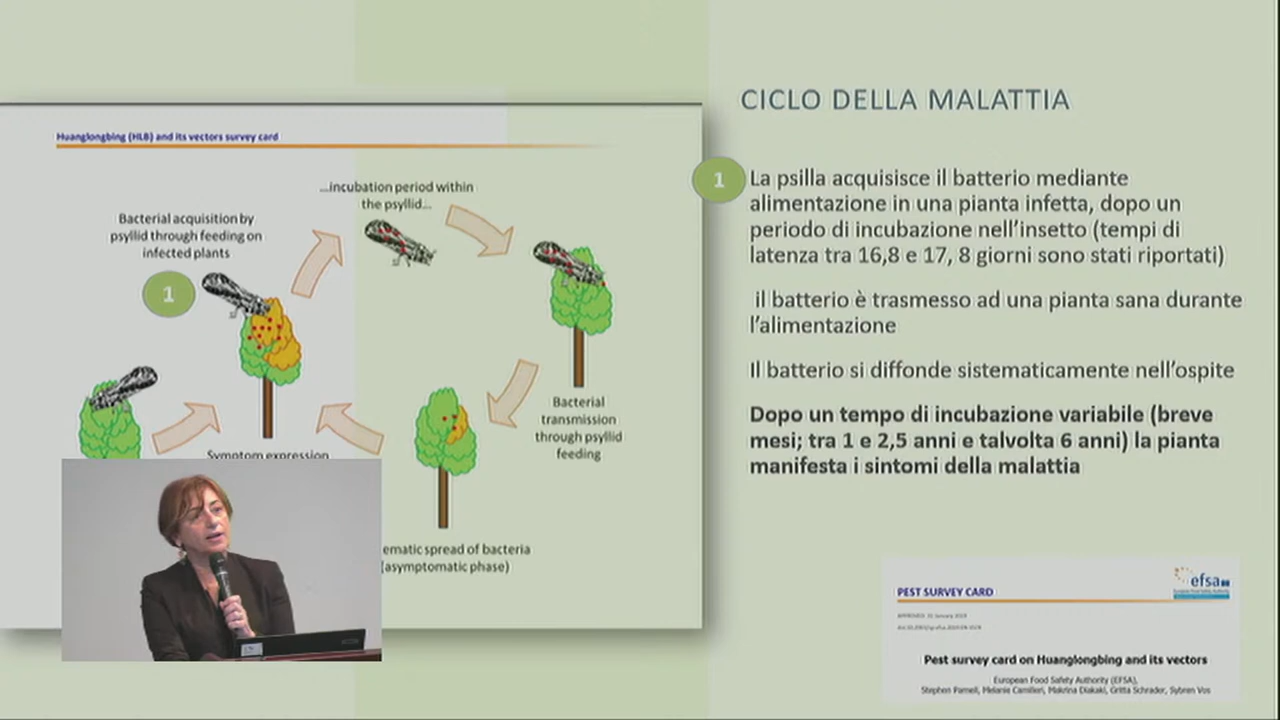 CICLO DELLA MALATTIA
Huanglongbing (HLB) and its vectors survey card
...incubation period within
the psyllid...
Bacterial acquisition by
psyllid through feeding on
infected plants
1
Bacterial
transmission
through psyllid
feeding
Symptom expression
ematic spread of bacteria
(asymptomatic phase)
1
La psilla acquisisce il batterio mediante
alimentazione in una pianta infetta, dopo un
periodo di incubazione nell'insetto (tempi di
latenza tra 16,8 e 17, 8 giorni sono stati riportati)
il batterio è trasmesso ad una pianta sana durante
l'alimentazione
Il batterio si diffonde sistematicamente nell'ospite
Dopo un tempo di incubazione variabile (breve
mesi; tra 1 e 2,5 anni e talvolta 6 anni) la pianta
manifesta i sintomi della malattia
efsa
European Food Safety Authority
PEST SURVEY CARD
Pest survey card on Huanglongbing and its vectors
European Food Safety Authority (EFSA),
Stephen Parnell, Melanie Camilleri, Makrina Diakaki, Gritta Schrader, Sybren Vos